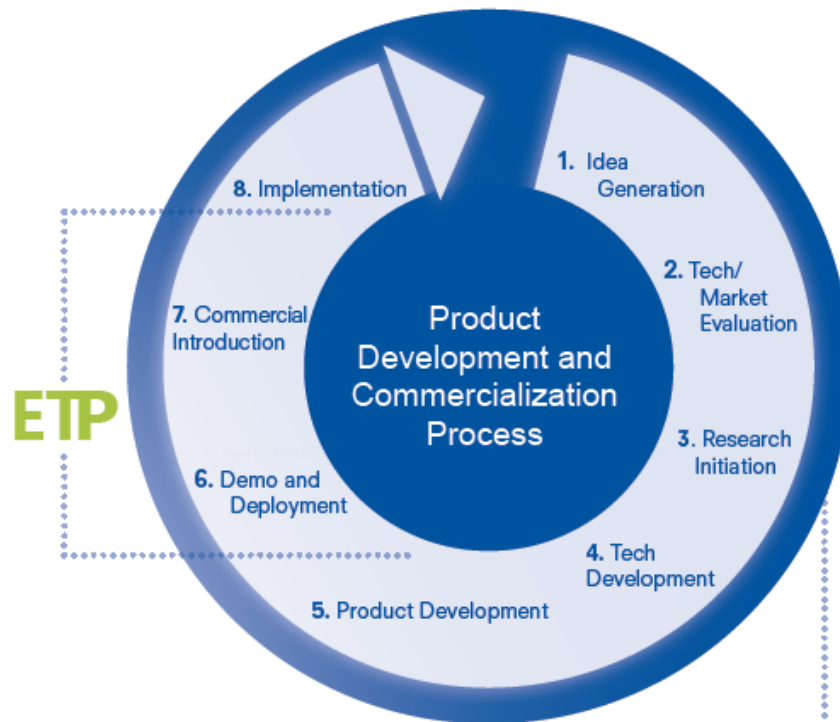 1. Idea
Generation
2. Tech/
Market
Evaluation
3. Research
Initiation
4. Tech
Development
5. Product Development
6. Demo and
Deployment
7. Commercial
Introduction
8. Implementation
Product
Development and
Commercialization
Process
ETP